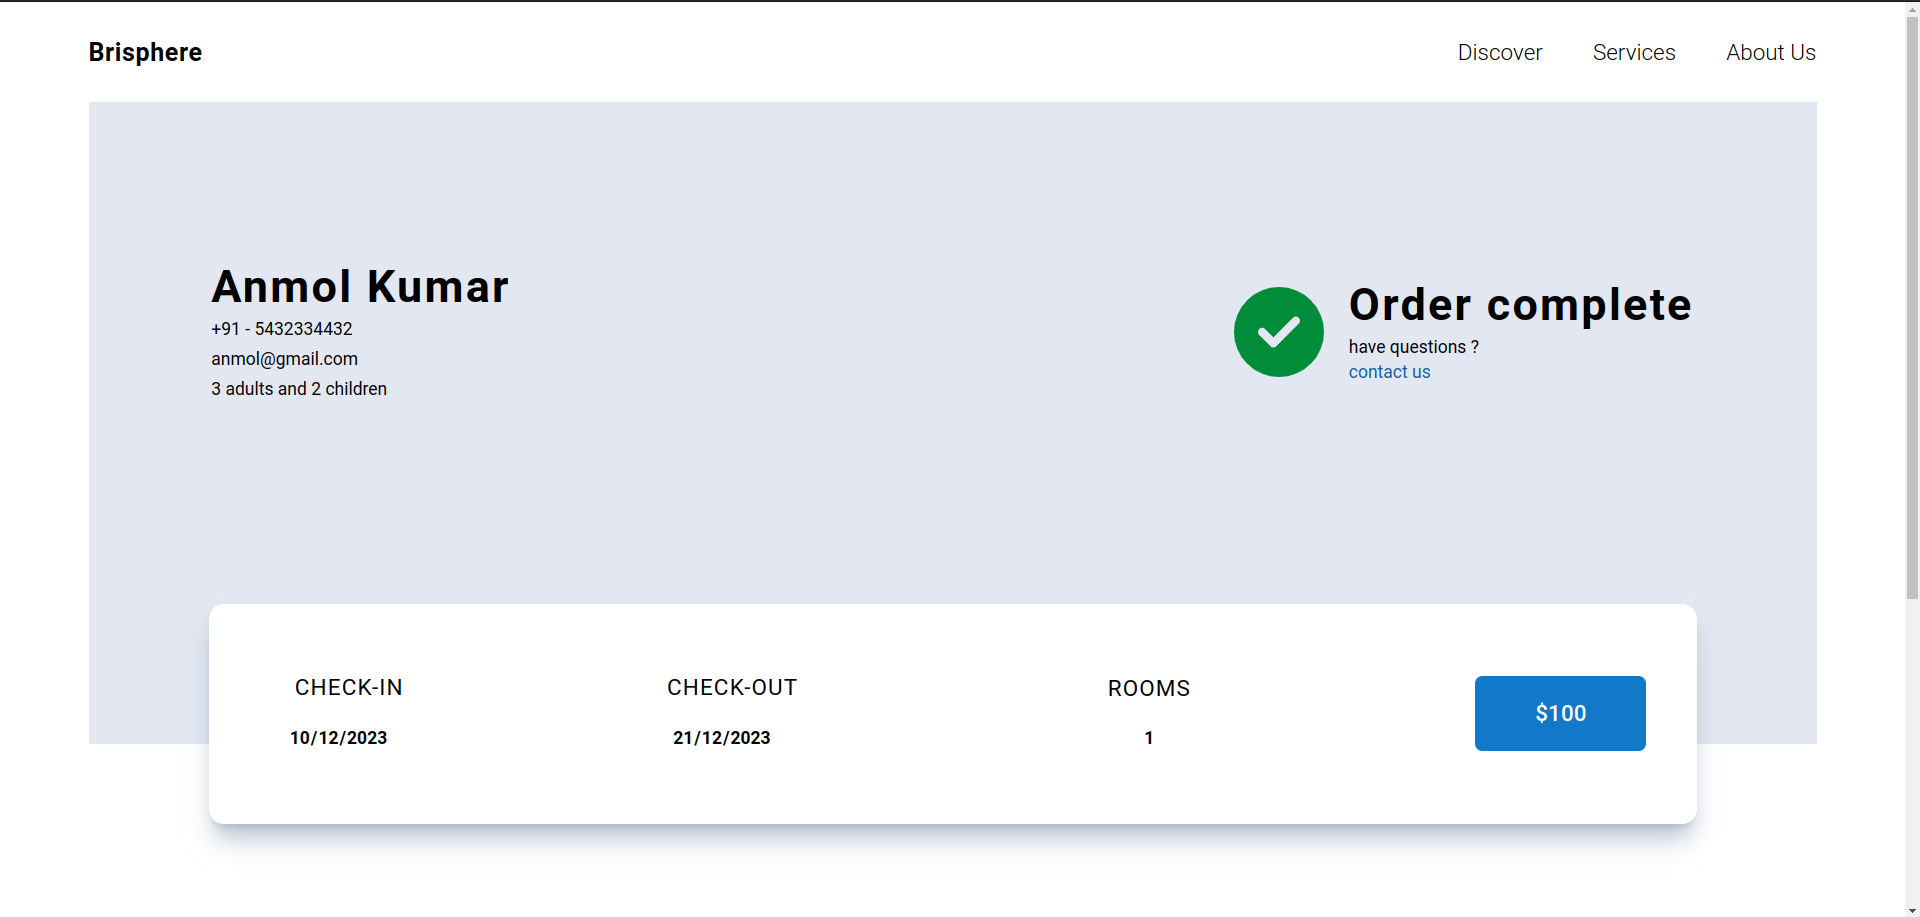 Brisphere
Discover Services About Us
Anmol Kumar
+91 - 5432334432
anmol@gmail.com
3 adults and 2 children
Order complete
have questions ?
contact us
CHECK-IN
10/12/2023
CHECK-OUT
21/12/2023
ROOMS
1
$100